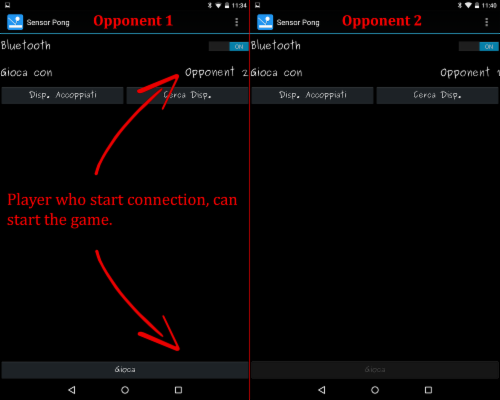 11:34
Sensor Pong
Opponent 1
Bluetooth
ON
Gioca con
Opponent 2
Disp. Accoppiati
Cerca Disp.
Player who start connection, can
start the game.
Gioca
11:40
Sensor Pong
Opponent 2
Bluetooth
ON
Gioca con
Opponent 1
Disp. Accoppiati
Cerca Disp.
Gioca